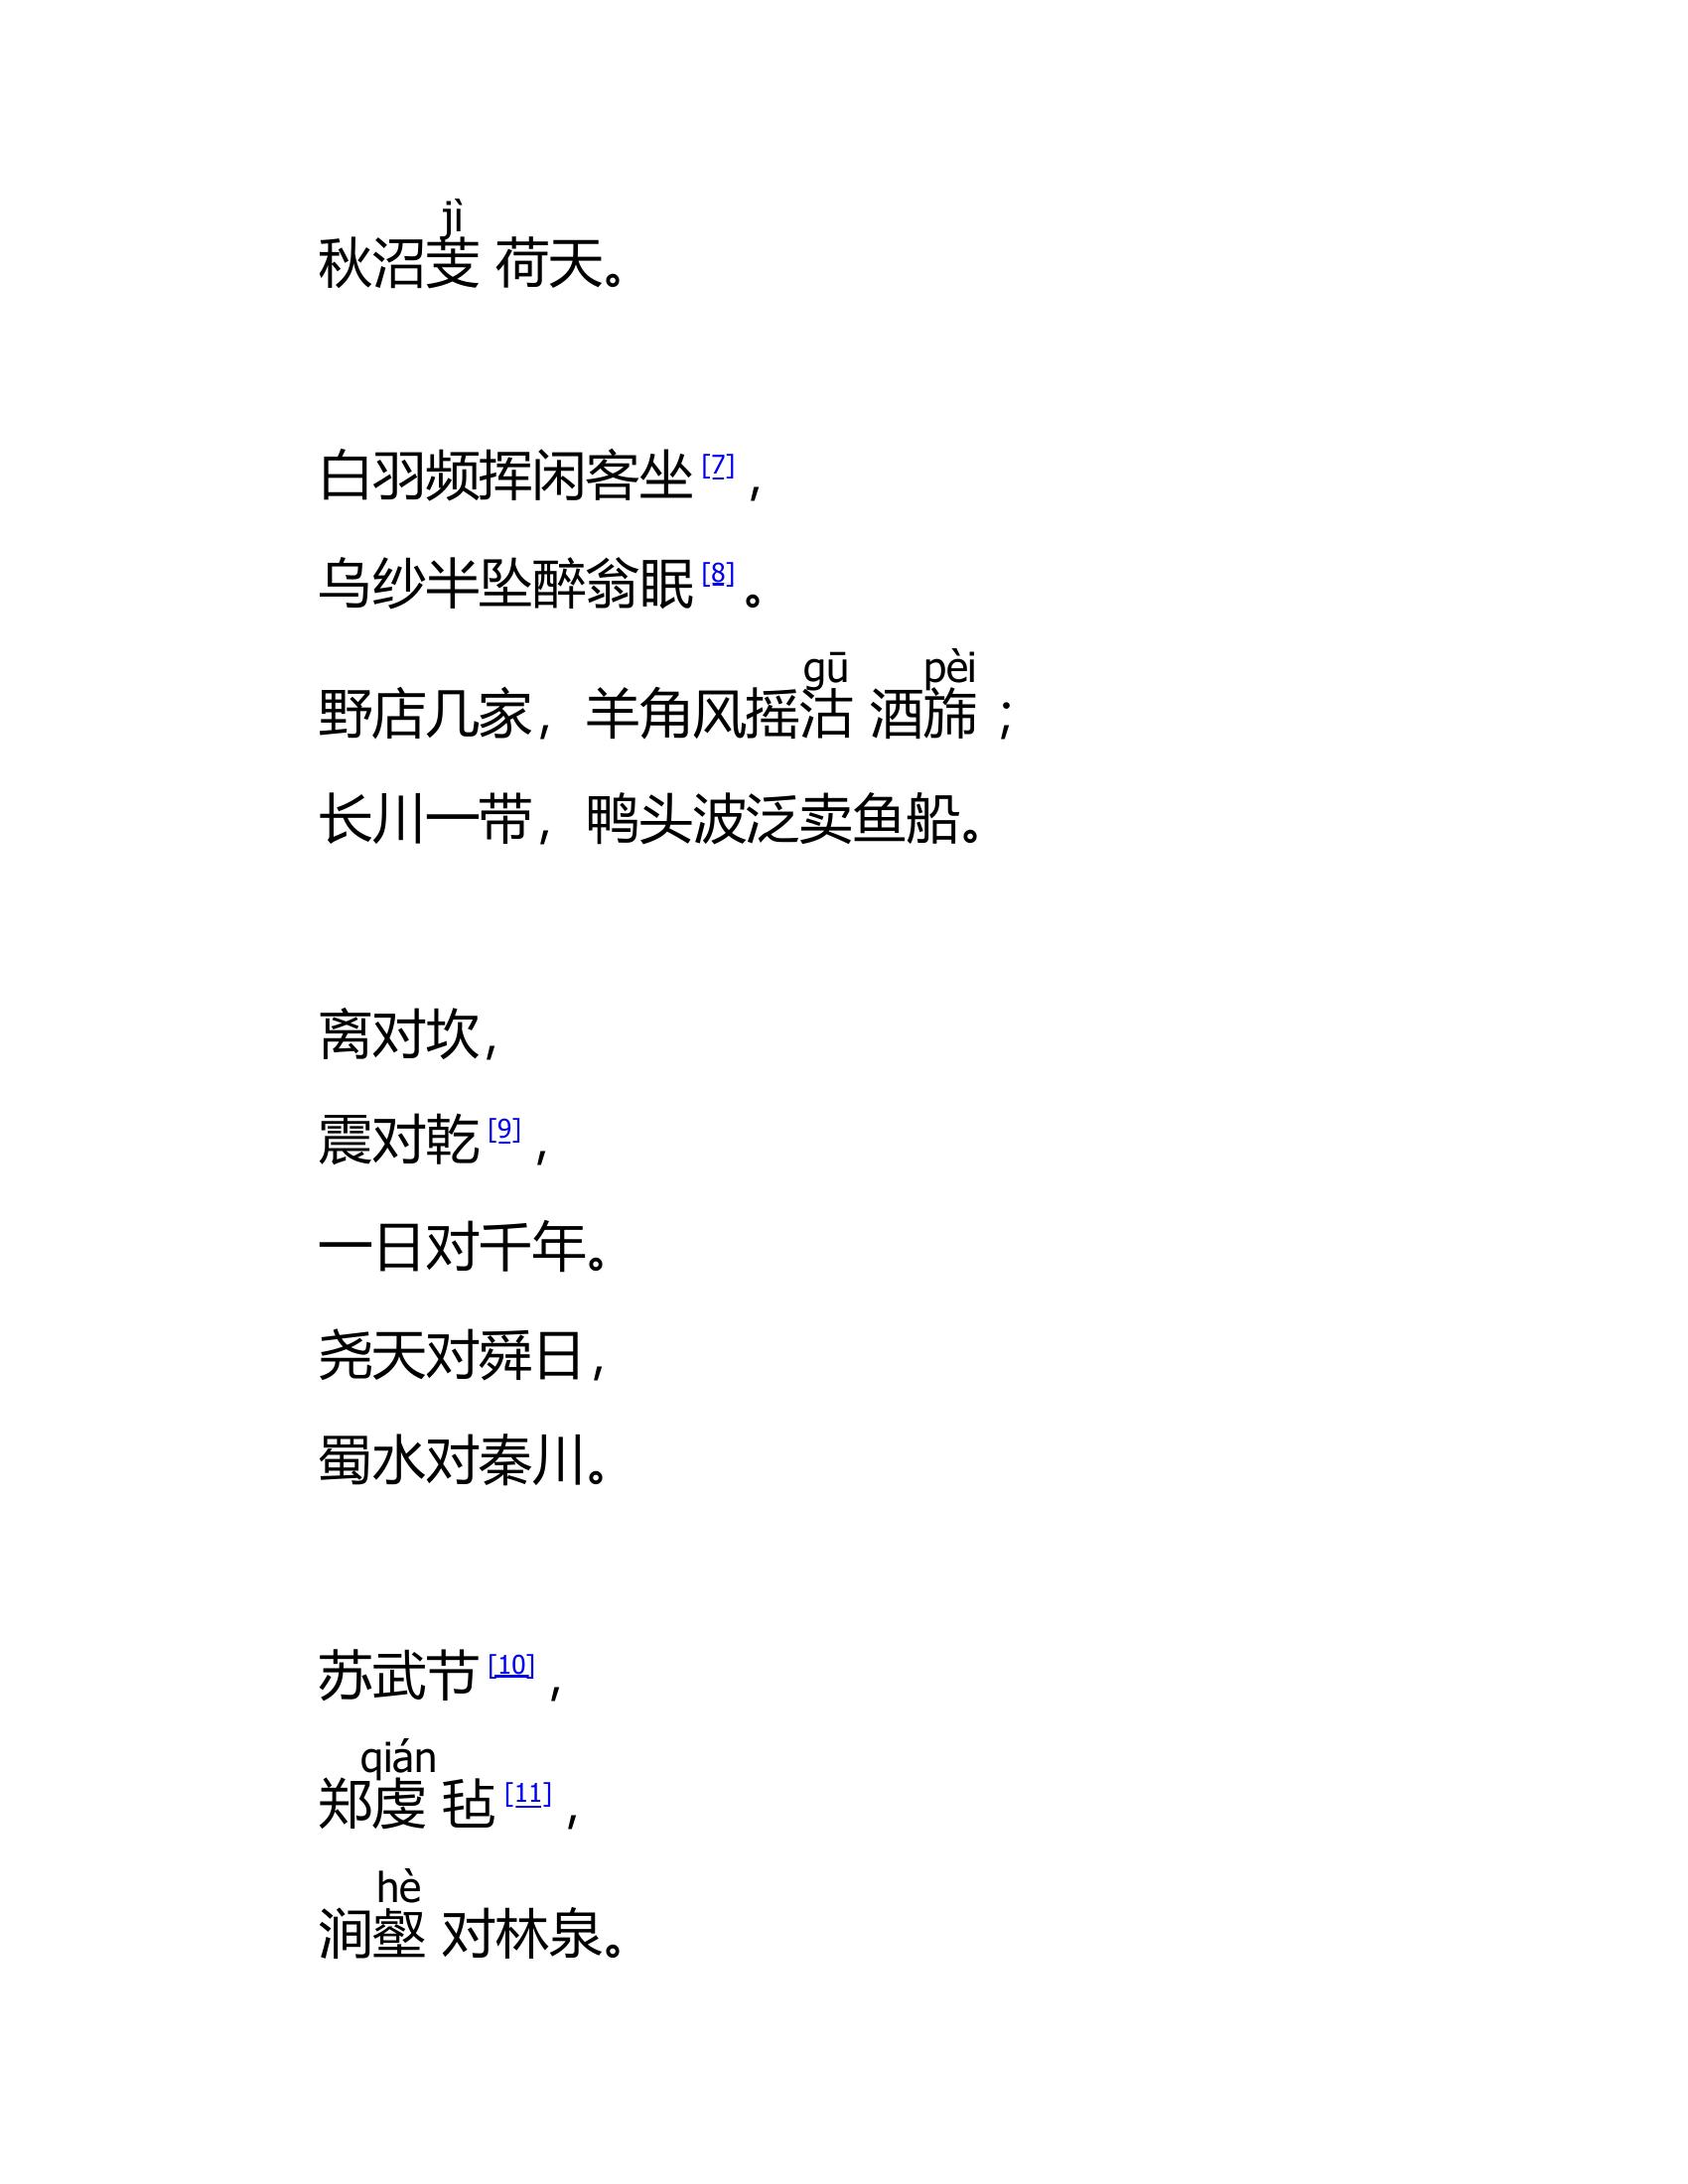 jì
秋沼芰 荷天。
白羽频挥闲客坐[7]，
乌纱半坠醉翁眠[8]。
gū pèi
野店几家，羊角风摇沽 酒旆 ；
长川一带，鸭头波泛卖鱼船。
离对坎，
震对乾[9]，
一日对千年。
尧天对舜日，
蜀水对秦川。
苏武节[10]，
qián
郑虔 毡[11]，
hè
涧壑 对林泉。